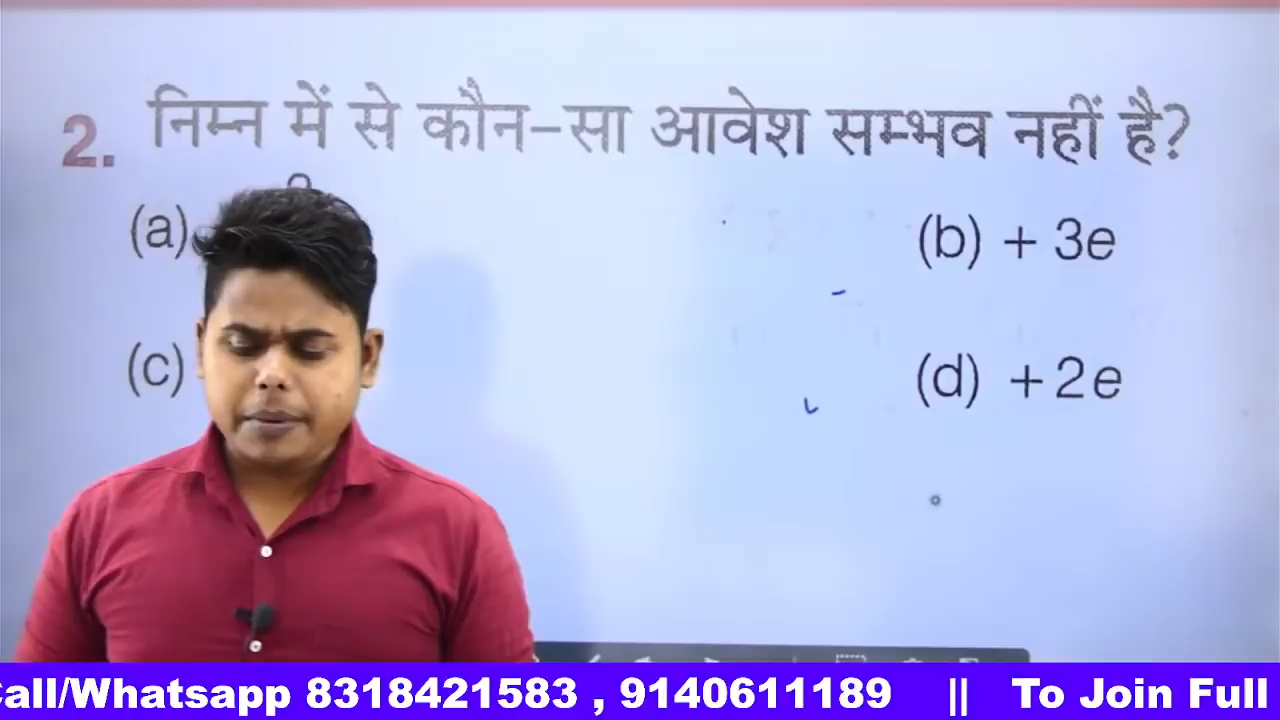 2. निम्न में से कौन-सा आवेश सम्भव नहीं है?
(a) (b) + 3e
(c) (d) + 2e
Call/Whatsapp 8318421583 , 9140611189 || To Join Full